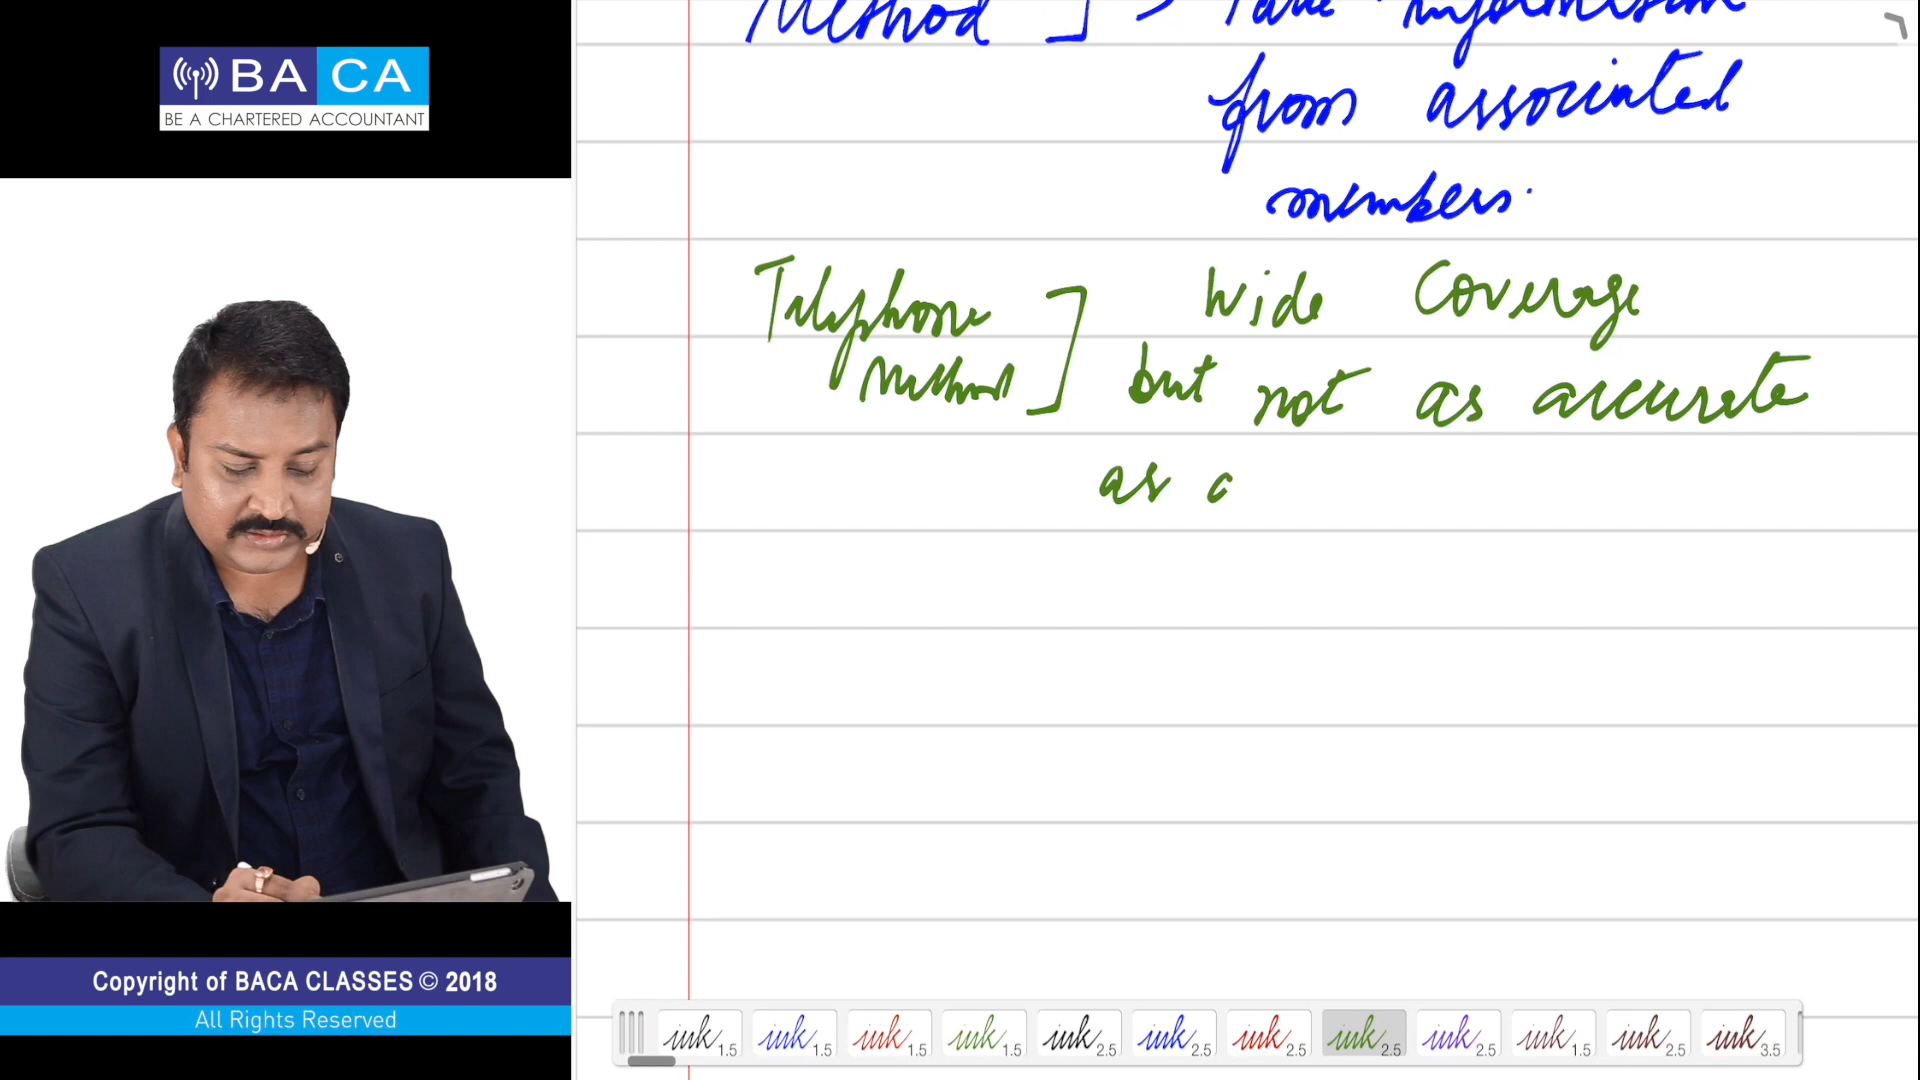 BA CA
BE A CHARTERED ACCOUNTANT
Method ] → Take information
from associated
members.
Telephone Method ] Wide Coverage
but not as accurate
as a
Copyright of BACA CLASSES © 2018
All Rights Reserved
ink 1.5 ink 1.5 ink 1.5 ink 1.5 ink 2.5 ink 2.5 ink 2.5 ink 2.5 ink 2.5 ink 1.5 ink 2.5 ink 3.5